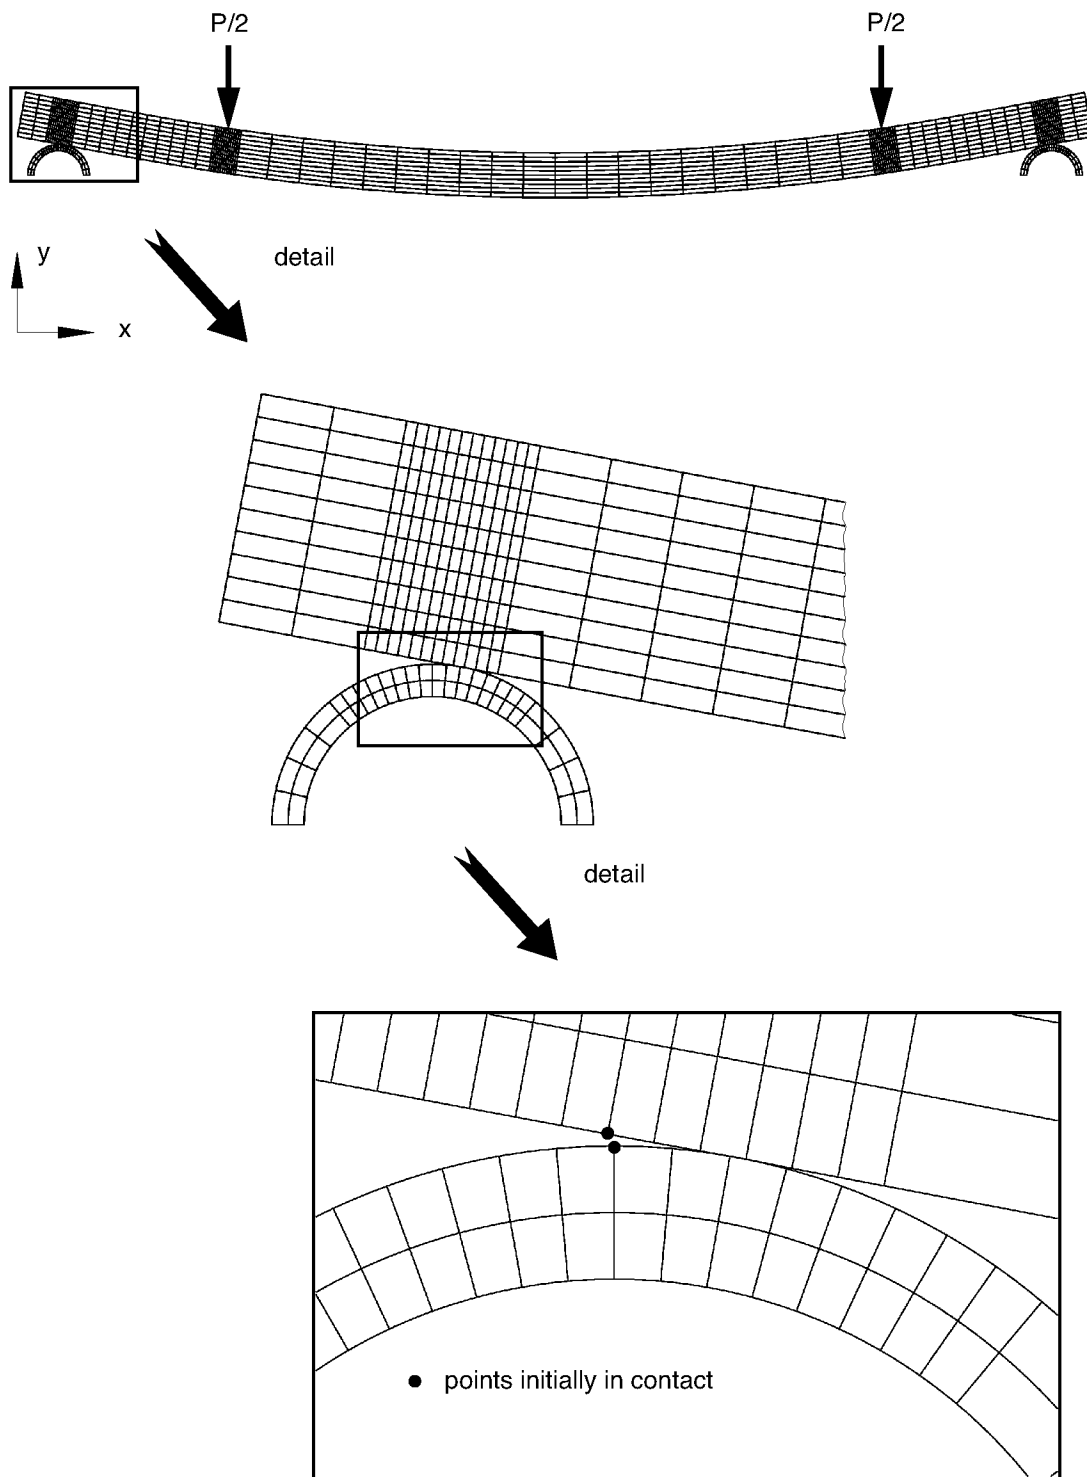 P/2
P/2
y
detail
x
detail
points initially in contact